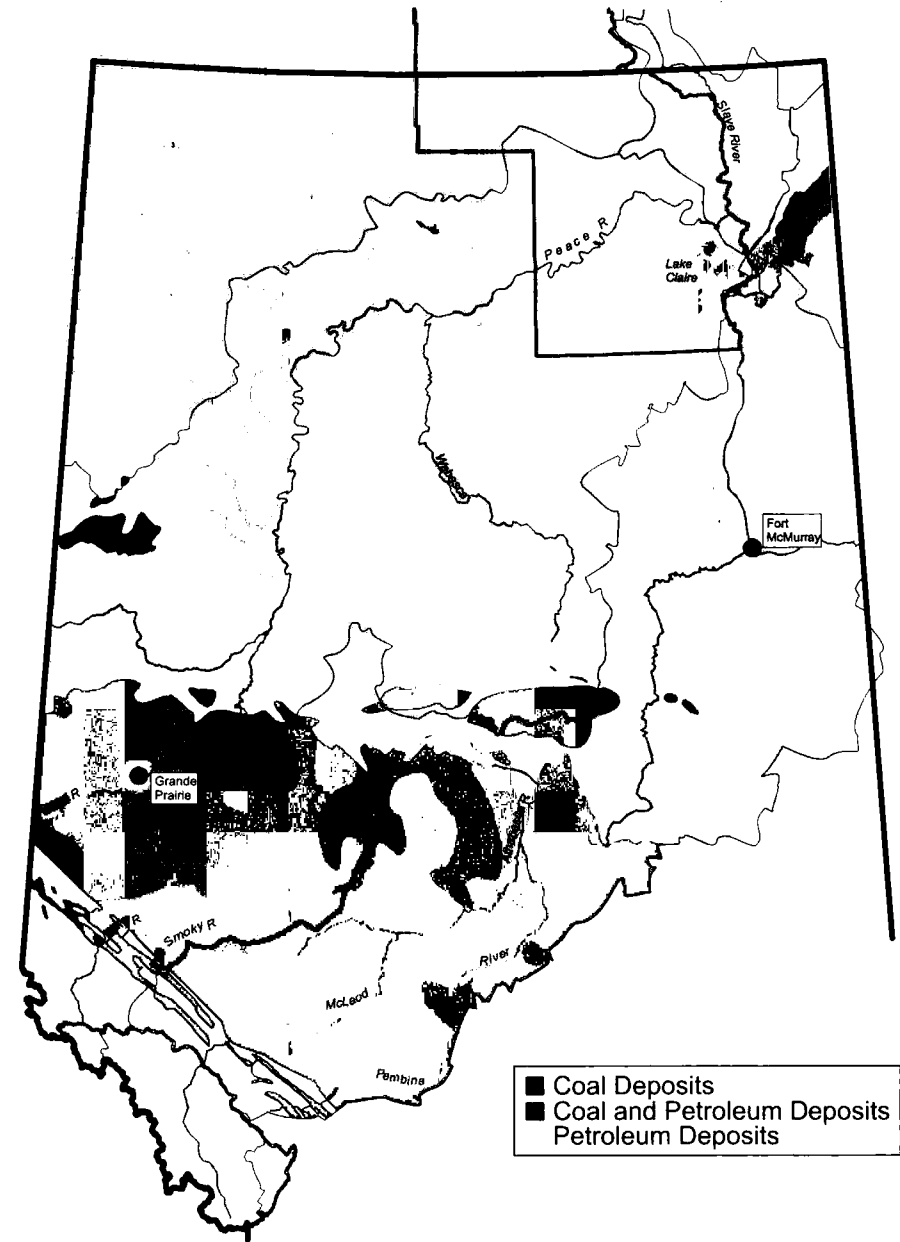 Slave River
Peace R
Lake
Claire
Wabasca
Fort
McMurray
Grande
Prairie
R
R
Smoky R
River
McLeod
Pembina
Coal Deposits
Coal and Petroleum Deposits
Petroleum Deposits